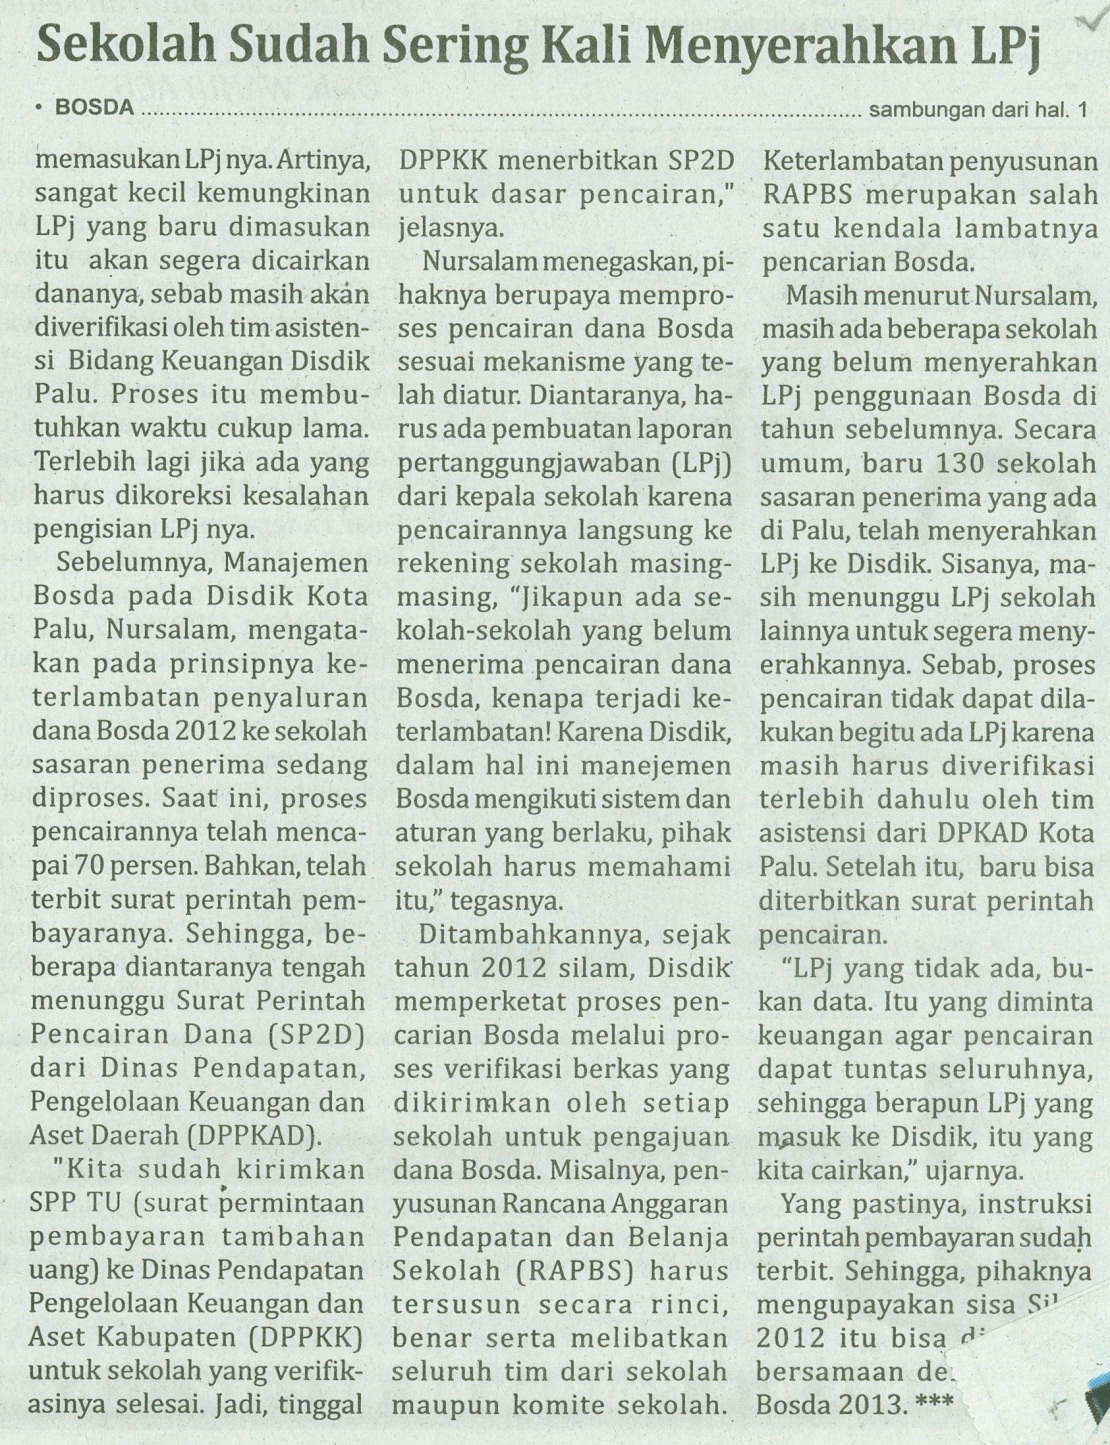 Sekolah Sudah Sering Kali Menyerahkan LPj
• BOSDA ........................................................................................................ sambungan dari hal. 1
memasukan LPj nya. Artinya,
sangat kecil kemungkinan
LPj yang baru dimasukan
itu akan segera dicairkan
dananya, sebab masih akan
diverifikasi oleh tim asisten-
si Bidang Keuangan Disdik
Palu. Proses itu membu-
tuhkan waktu cukup lama.
Terlebih lagi jika ada yang
harus dikoreksi kesalahan
pengisian LPj nya.
Sebelumnya, Manajemen
Bosda pada Disdik Kota
Palu, Nursalam, mengata-
kan pada prinsipnya ke-
terlambatan penyaluran
dana Bosda 2012 ke sekolah
sasaran penerima sedang
diproses. Saat ini, proses
pencairannya telah menca-
pai 70 persen. Bahkan, telah
terbit surat perintah pem-
bayaranya. Sehingga, be-
berapa diantaranya tengah
menunggu Surat Perintah
Pencairan Dana (SP2D)
dari Dinas Pendapatan,
Pengelolaan Keuangan dan
Aset Daerah (DPPKAD).
"Kita sudah kirimkan
SPP TU (surat permintaan
pembayaran tambahan
uang) ke Dinas Pendapatan
Pengelolaan Keuangan dan
Aset Kabupaten (DPPKK)
untuk sekolah yang verifik-
asinya selesai. Jadi, tinggal
DPPKK menerbitkan SP2D
untuk dasar pencairan,"
jelasnya.
Nursalam menegaskan, pi-
haknya berupaya mempro-
ses pencairan dana Bosda
sesuai mekanisme yang te-
lah diatur. Diantaranya, ha-
rus ada pembuatan laporan
pertanggungjawaban (LPj)
dari kepala sekolah karena
pencairannya langsung ke
rekening sekolah masing-
masing, “Jikapun ada se-
kolah-sekolah yang belum
menerima pencairan dana
Bosda, kenapa terjadi ke-
terlambatan! Karena Disdik,
dalam hal ini manejemen
Bosda mengikuti sistem dan
aturan yang berlaku, pihak
sekolah harus memahami
itu,” tegasnya.
Ditambahkannya, sejak
tahun 2012 silam, Disdik
memperketat proses pen-
carian Bosda melalui pro-
ses verifikasi berkas yang
dikirimkan oleh setiap
sekolah untuk pengajuan
dana Bosda. Misalnya, pen-
yusunan Rancana Anggaran
Pendapatan dan Belanja
Sekolah (RAPBS) harus
tersusun secara rinci,
benar serta melibatkan
seluruh tim dari sekolah
maupun komite sekolah.
Keterlambatan penyusunan
RAPBS merupakan salah
satu kendala lambatnya
pencarian Bosda.
Masih menurut Nursalam,
masih ada beberapa sekolah
yang belum menyerahkan
LPj penggunaan Bosda di
tahun sebelumnya. Secara
umum, baru 130 sekolah
sasaran penerima yang ada
di Palu, telah menyerahkan
LPj ke Disdik. Sisanya, ma-
sih menunggu LPj sekolah
lainnya untuk segera meny-
erahkannya. Sebab, proses
pencairan tidak dapat dila-
kukan begitu ada LPj karena
masih harus diverifikasi
terlebih dahulu oleh tim
asistensi dari DPKAD Kota
Palu. Setelah itu, baru bisa
diterbitkan surat perintah
pencairan.
“LPj yang tidak ada, bu-
kan data. Itu yang diminta
keuangan agar pencairan
dapat tuntas seluruhnya,
sehingga berapun LPj yang
masuk ke Disdik, itu yang
kita cairkan,” ujarnya.
Yang pastinya, instruksi
perintah pembayaran sudah
terbit. Sehingga, pihaknya
mengupayakan sisa
2012 itu bisa
bersamaan
Bosda 2013. ***